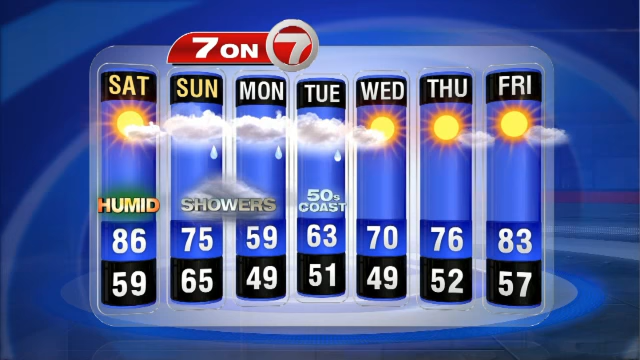 7 ON 7
SAT SUN MON TUE WED THU FRI
HUMID SHOWERS 50s
COAST
86 75 59 63 70 76 83
59 65 49 51 49 52 57